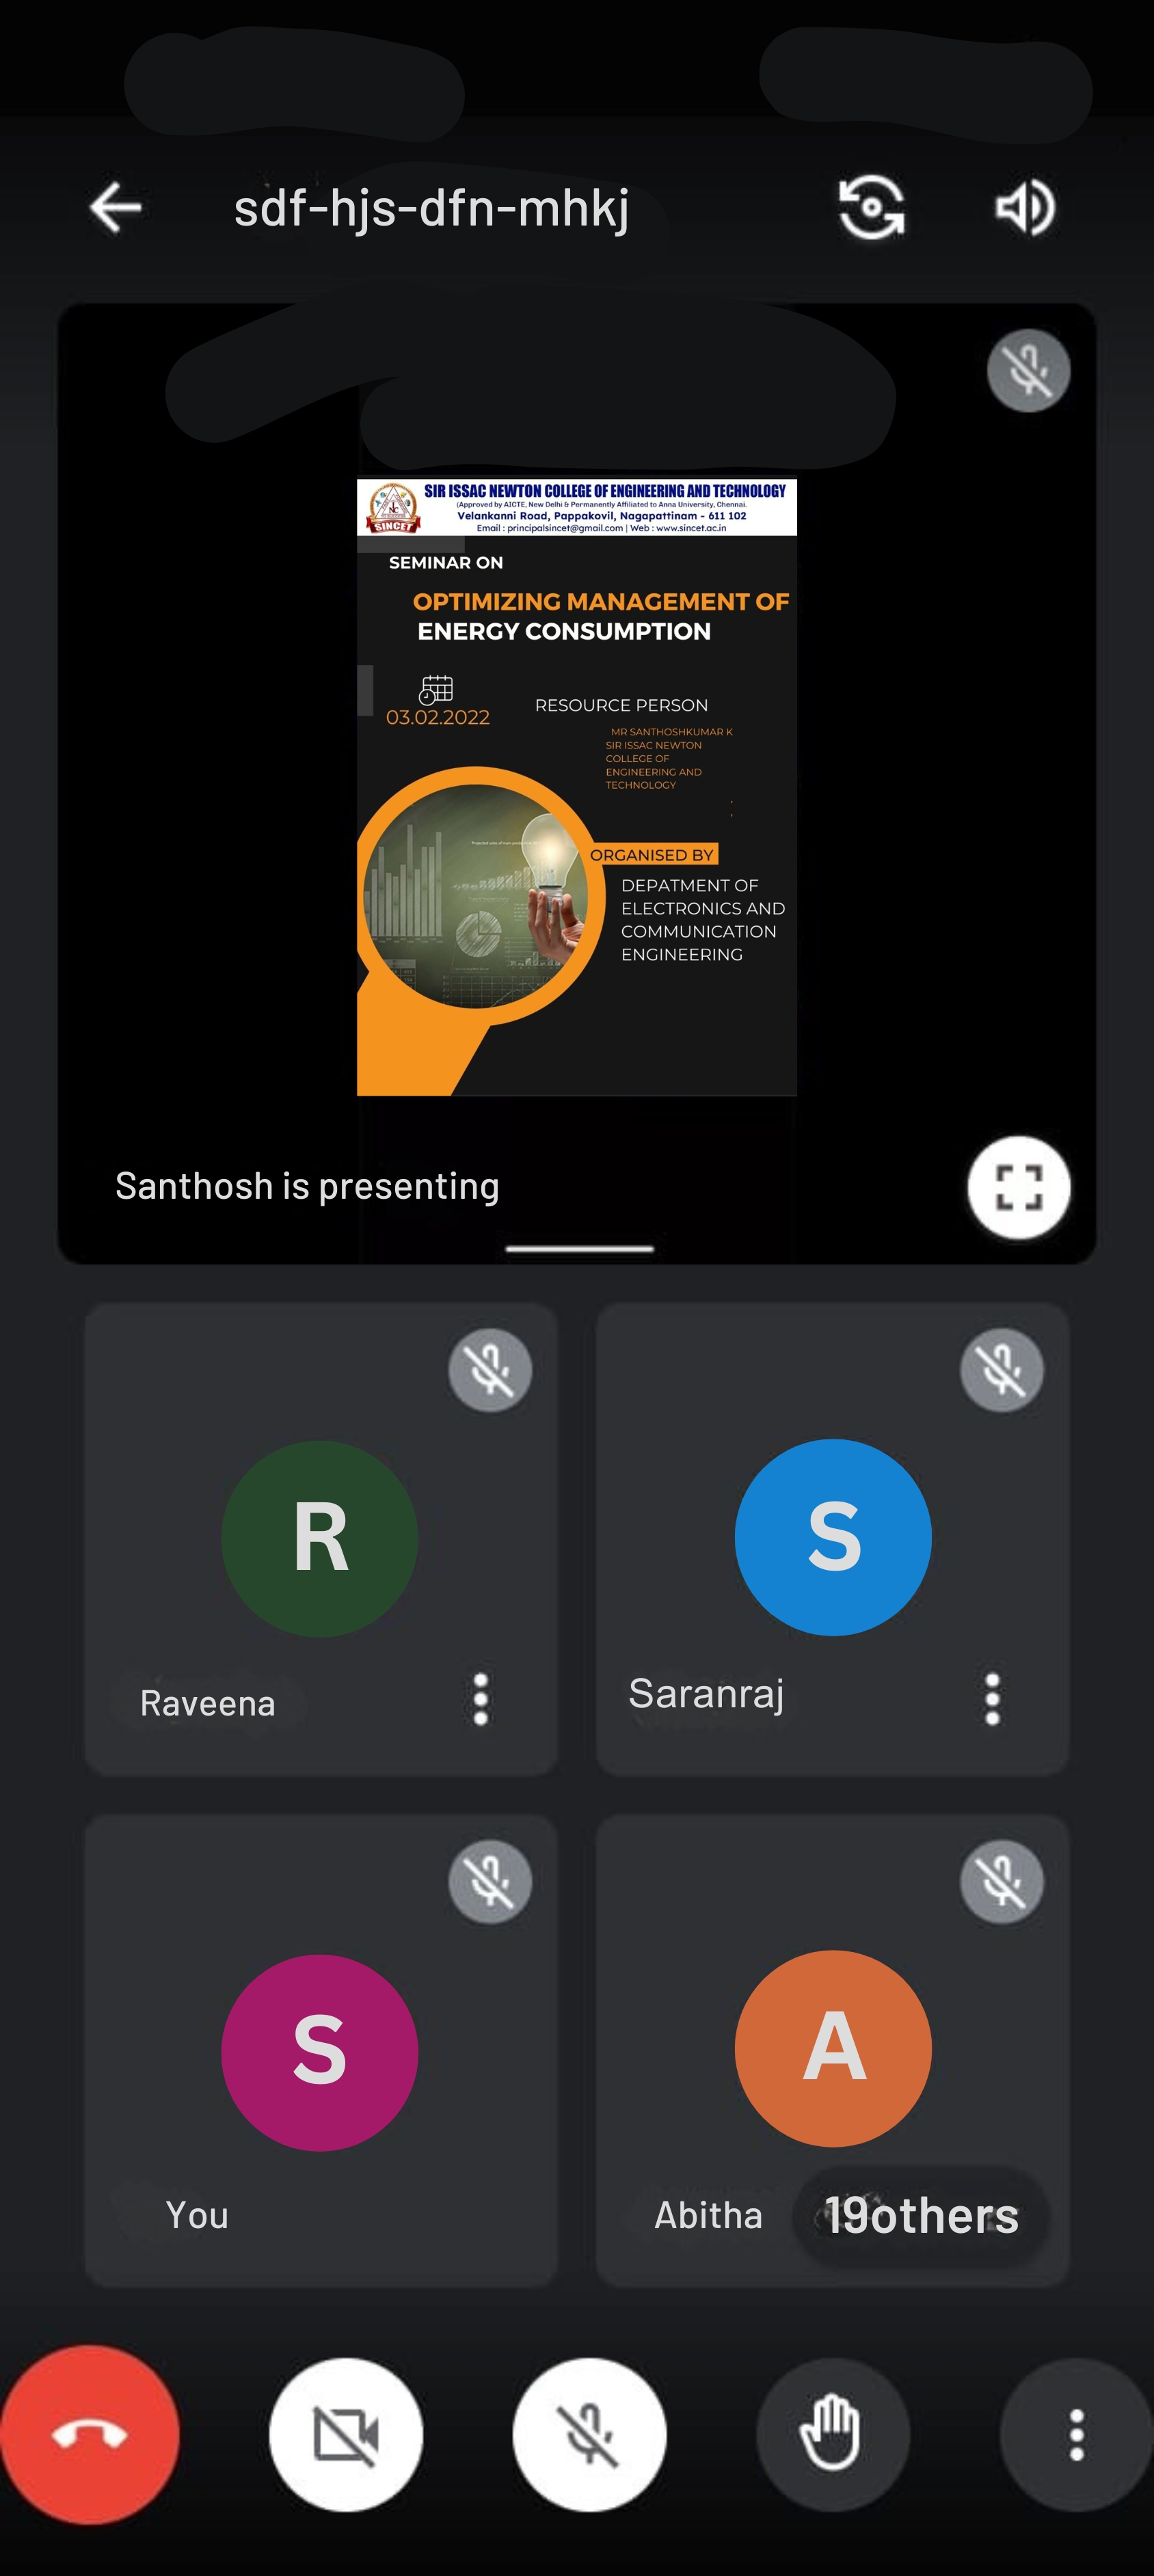 sdf-hjs-dfn-mhkj
SIR ISSAC NEWTON COLLEGE OF ENGINEERING AND TECHNOLOGY
(Approved by AICTE, New Delhi & Permanently Affiliated to Anna University, Chennai.
Velankanni Road, Pappakovil, Nagapattinam - 611 102
Email : principalsincet@gmail.com | Web : www.sincet.ac.in
SINCET
SEMINAR ON
OPTIMIZING MANAGEMENT OF
ENERGY CONSUMPTION
03.02.2022
RESOURCE PERSON
MR SANTHOSHKUMAR K
SIR ISSAC NEWTON
COLLEGE OF
ENGINEERING AND
TECHNOLOGY
ORGANISED BY
DEPATMENT OF
ELECTRONICS AND
COMMUNICATION
ENGINEERING
Santhosh is presenting
R
S
Raveena
Saranraj
S
A
You
Abitha
19others